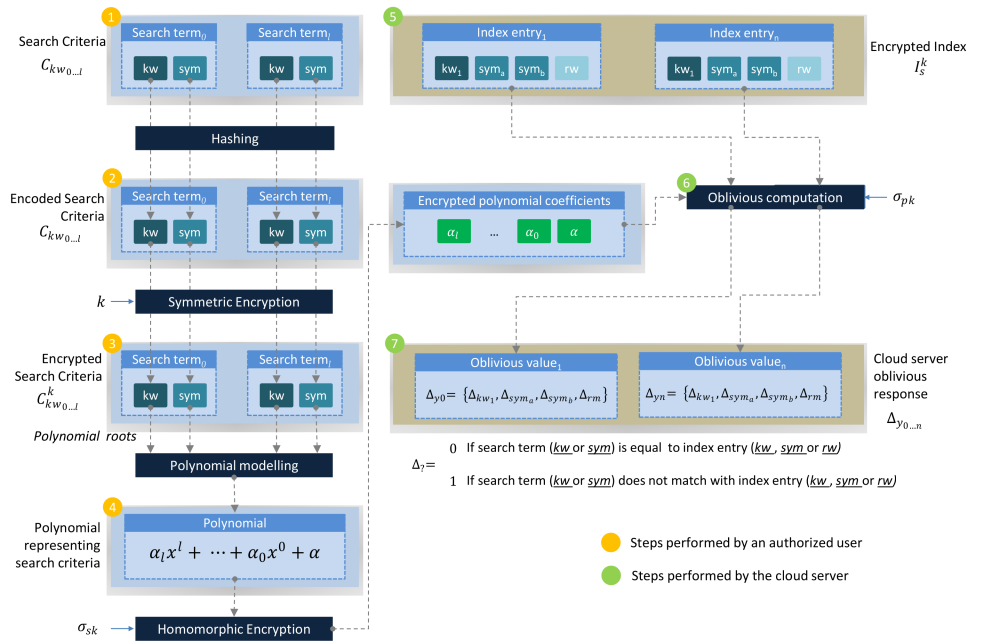 1
Search Criteria
C_{kw_{0…l}}
Search term_0
kw
sym
Search term_l
kw
sym
Hashing
2
Encoded Search
Criteria
C_{kw_{0…l}}
Search term_0
kw
sym
Search term_l
kw
sym
k
Symmetric Encryption
3
Encrypted
Search Criteria
C^k_{kw_{0…l}}
Search term_0
kw
sym
Search term_l
kw
sym
Polynomial roots
Polynomial modelling
4
Polynomial
representing
search criteria
Polynomial
α_l x^l + ⋯ + α_0 x^0 + α
σ_{sk}
Homomorphic Encryption
5
Index entry_1
kw_1
sym_a
sym_b
rw
Index entry_n
kw_1
sym_a
sym_b
rw
Encrypted Index
I_s^k
Encrypted polynomial coefficients
α_l
...
α_0
α
6
Oblivious computation
σ_{pk}
7
Oblivious value_1
Δ_{y0}= {Δ_{kw_1}, Δ_{sym_a}, Δ_{sym_b}, Δ_{rm}}
Oblivious value_n
Δ_{yn}= {Δ_{kw_1}, Δ_{sym_a}, Δ_{sym_b}, Δ_{rm}}
Cloud server
oblivious
response
Δ_{y_{0…n}}
Δ_?=
0 If search term (kw or sym) is equal to index entry (kw , sym or rw)
1 If search term (kw or sym) does not match with index entry (kw , sym or rw)
Steps performed by an authorized user
Steps performed by the cloud server